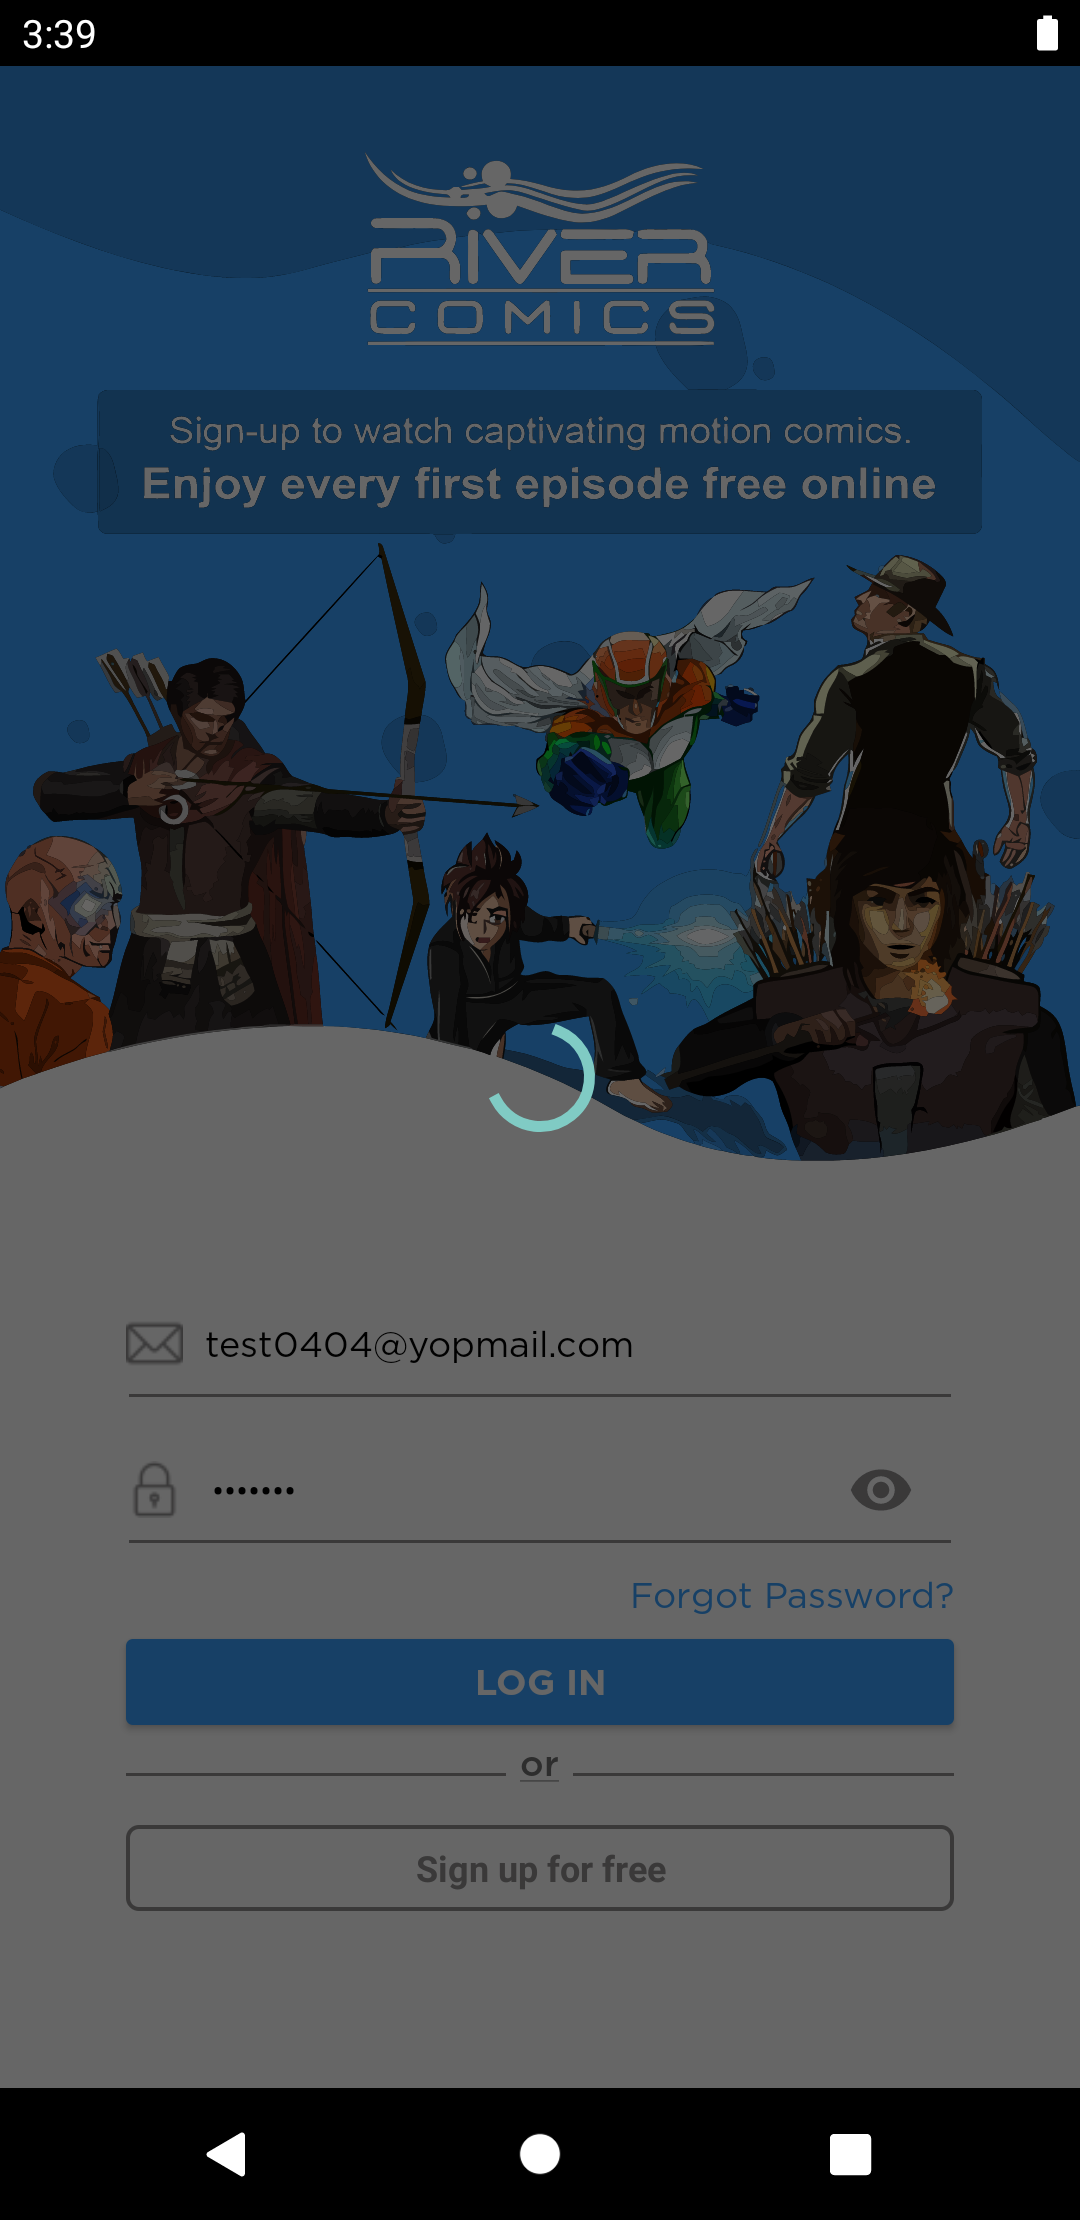 3:39
RiVER
COMICS
Sign-up to watch captivating motion comics.
Enjoy every first episode free online
test0404@yopmail.com
•••••••
Forgot Password?
LOG IN
or
Sign up for free